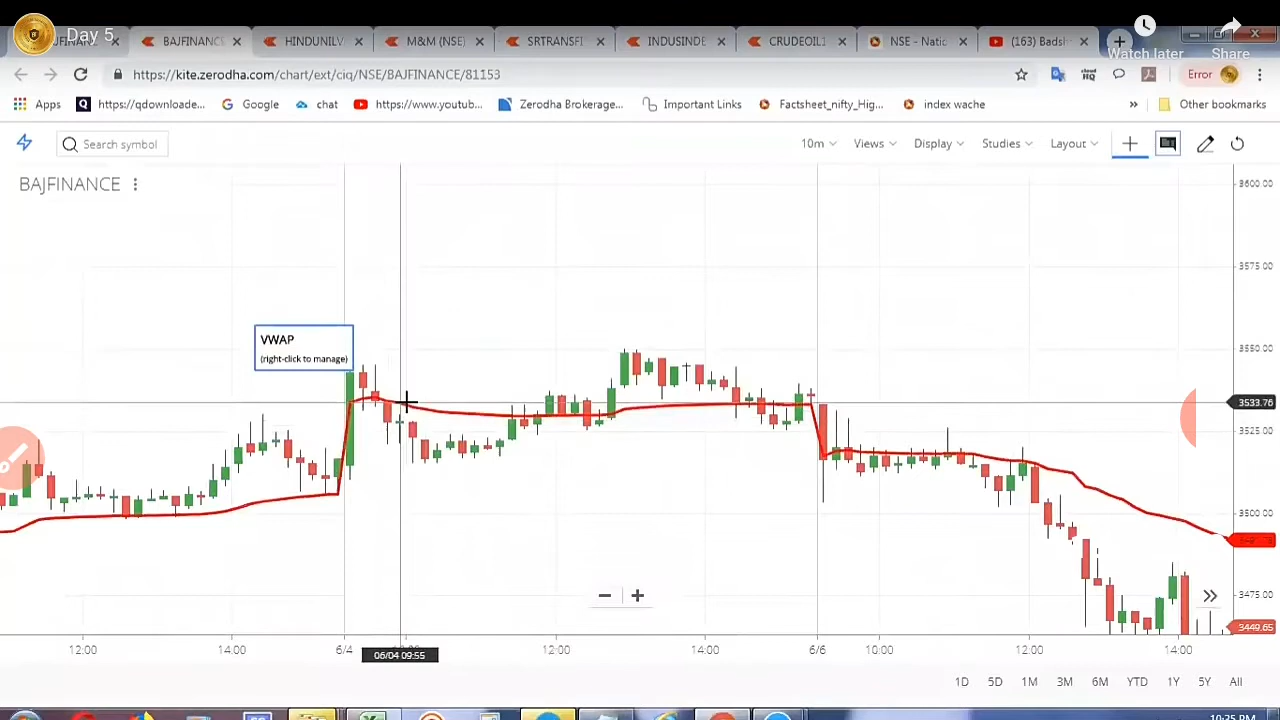 Day 5
BAJFINANCE
HINDUNILV
M&M (NSE)
TRANSH
INDUSINDE
CRUDEOIL1
NSE - Nat
(163) Badsh
Watch later
Share
https://kite.zerodha.com/chart/ext/ciq/NSE/BAJFINANCE/81153
Error
Apps
https://qdownloade...
Google
chat
https://www.youtub...
Zerodha Brokerage...
Important Links
Factsheet_nifty_Hig...
index wache
»
Other bookmarks
Search symbol
10m
Views
Display
Studies
Layout
BAJFINANCE
3600.00
3575.00
VWAP
(right-click to manage)
3550.00
3533.76
3525.00
3500.00
3475.00
3449.65
12:00
14:00
6/4
06/04 09:55
12:00
14:00
6/6
10:00
12:00
14:00
1D
5D
1M
3M
6M
YTD
1Y
5Y
All
10:35 PM